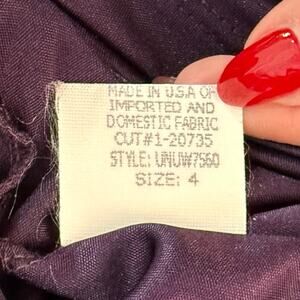 MADE IN U.S.A OF
IMPORTED AND
DOMESTIC FABRIC
CUT#1-20735
STYLE: UNUW7560
SIZE: 4